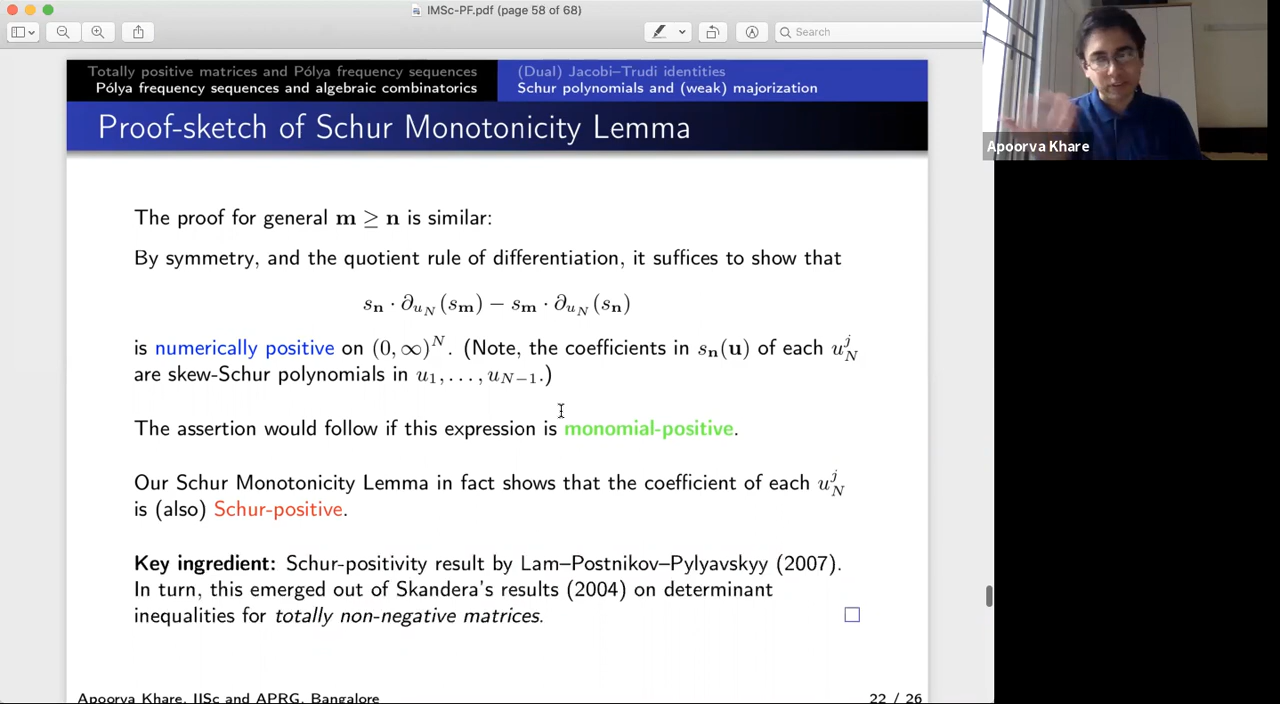 IMSc-PF.pdf (page 58 of 68)
Search
Totally positive matrices and Pólya frequency sequences
Pólya frequency sequences and algebraic combinatorics
(Dual) Jacobi–Trudi identities
Schur polynomials and (weak) majorization
Proof-sketch of Schur Monotonicity Lemma
Apoorva Khare
The proof for general m ≥ n is similar:
By symmetry, and the quotient rule of differentiation, it suffices to show that
s_n · ∂_{u_N}(s_m) − s_m · ∂_{u_N}(s_n)
is numerically positive on (0, ∞)^N. (Note, the coefficients in s_n(u) of each u_N^j
are skew-Schur polynomials in u_1, . . . , u_{N−1}.)
The assertion would follow if this expression is monomial-positive.
Our Schur Monotonicity Lemma in fact shows that the coefficient of each u_N^j
is (also) Schur-positive.
Key ingredient: Schur-positivity result by Lam–Postnikov–Pylyavskyy (2007).
In turn, this emerged out of Skandera's results (2004) on determinant
inequalities for totally non-negative matrices.
Apoorva Khare, IISc and APRG, Bangalore
22 / 26